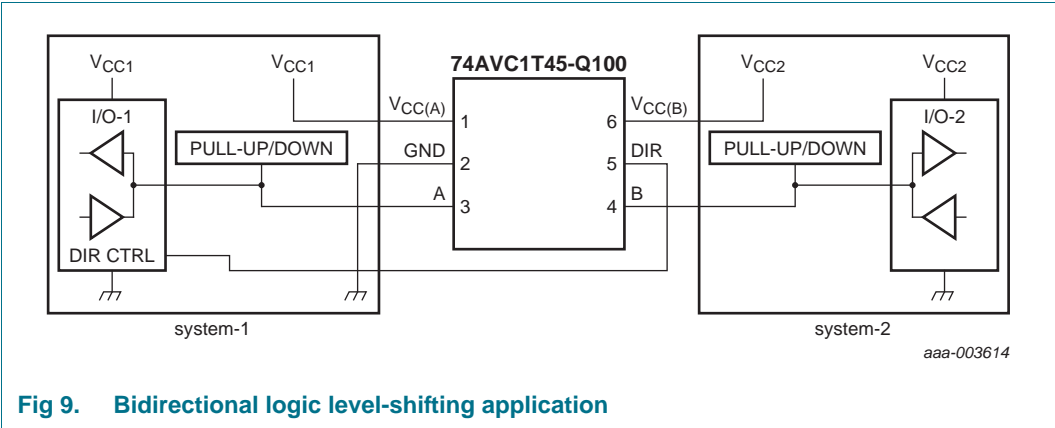 74AVC1T45-Q100
VCC1
VCC1
VCC2
VCC2
I/O-1
VCC(A)
1
6
VCC(B)
I/O-2
PULL-UP/DOWN
GND
2
5
DIR
PULL-UP/DOWN
A
3
4
B
DIR CTRL
system-1
system-2
aaa-003614
Fig 9. Bidirectional logic level-shifting application